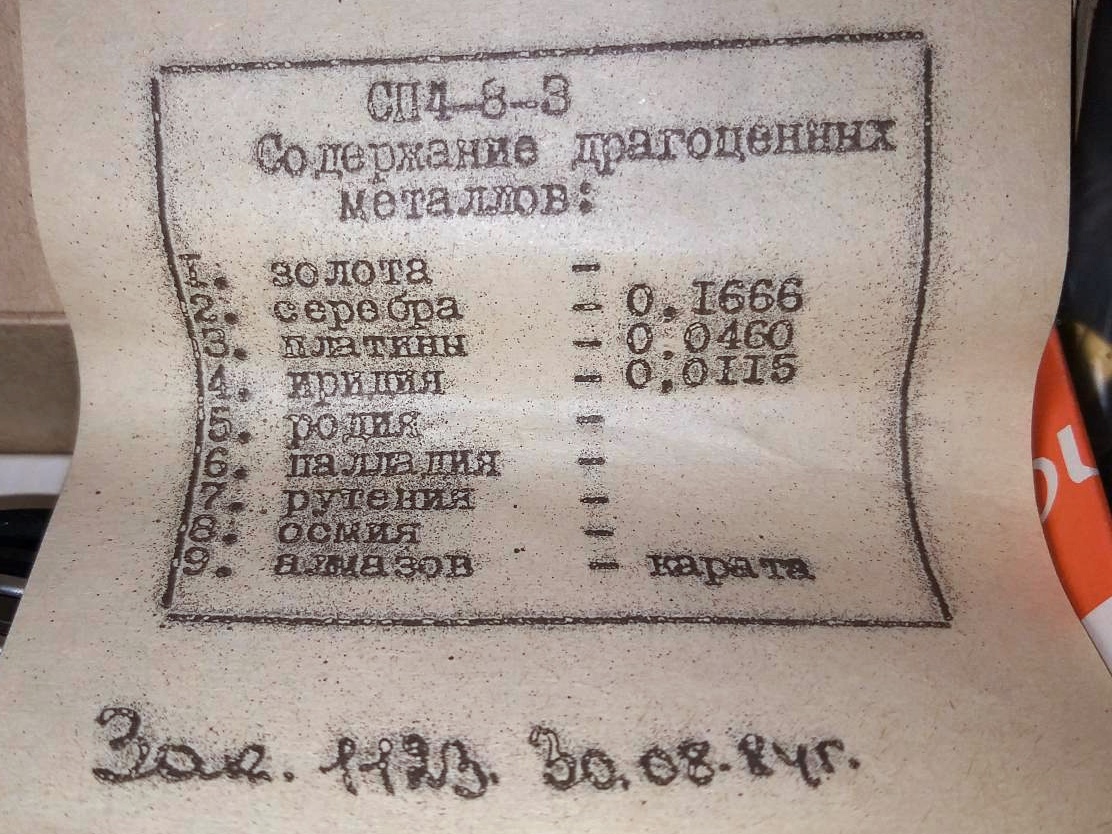 СП4-8-3
Содержание драгоценных
металлов:
1. золота -
2. серебра - 0,1666
3. платины - 0,0460
4. иридия - 0,0115
5. родия -
6. палладия -
7. рутения -
8. осмия -
9. алмазов - карата
Зак. 30.08.84г.